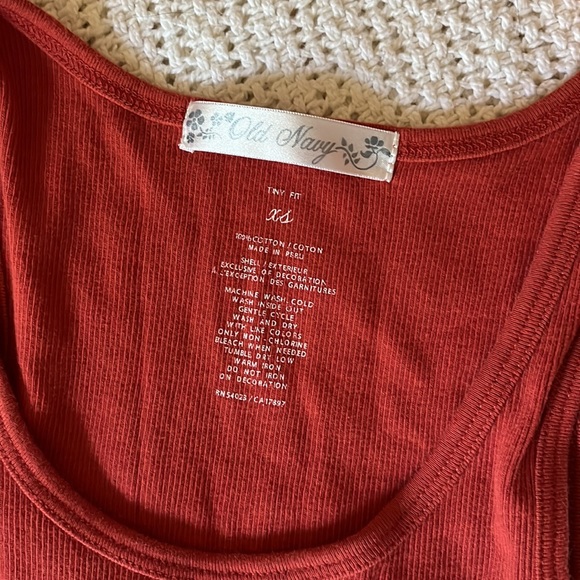 Old Navy
TINY FIT
XS
100% COTTON / COTON
MADE IN PERU
SHELL / EXTERIEUR
EXCLUSIVE OF DECORATION
A L'EXCEPTION DES GARNITURES
MACHINE WASH COLD
WASH INSIDE OUT
GENTLE CYCLE
WASH AND DRY
WITH LIKE COLORS
ONLY NON-CHLORINE
BLEACH WHEN NEEDED
TUMBLE DRY LOW
WARM IRON
DO NOT IRON
ON DECORATION
RN54023 / CA17897